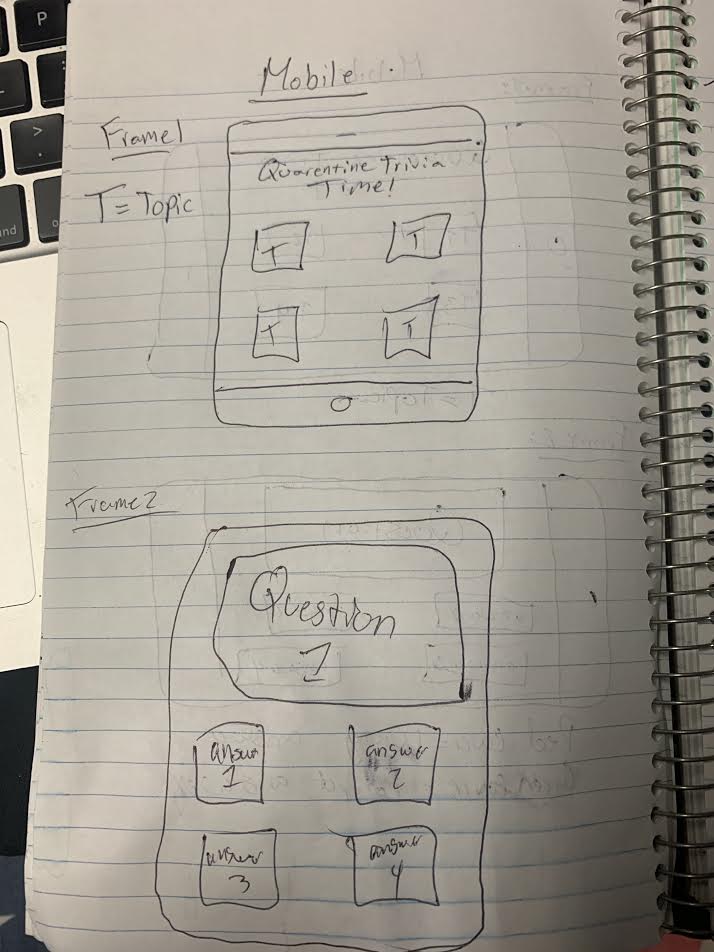 Mobile
Frame1
T = Topic
Quarentine Trivia
Time!
T T
T T
Frame2
Question
1
answer answer
1 2
answer answer
3 4
P
>
.